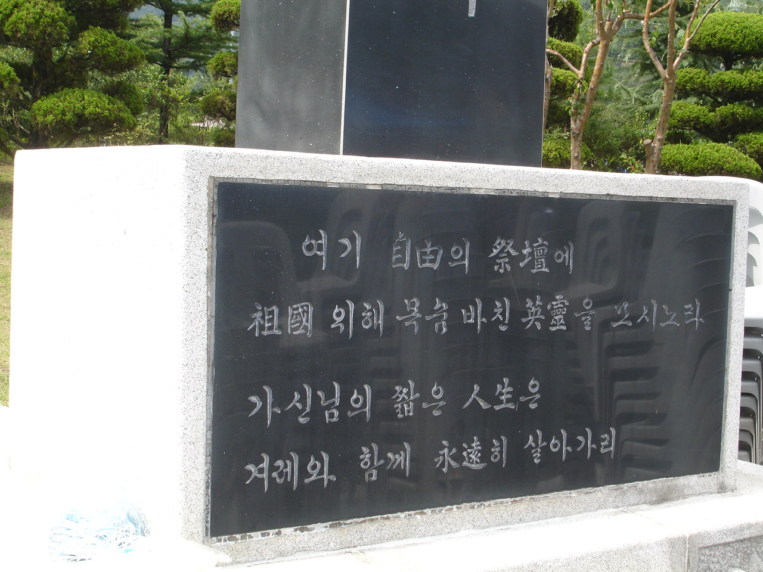 여기 自由의 祭壇에
祖國 위해 목숨 바친 英靈을 모시노라
가신님의 짧은 人生은
겨레와 함께 永遠히 살아가리